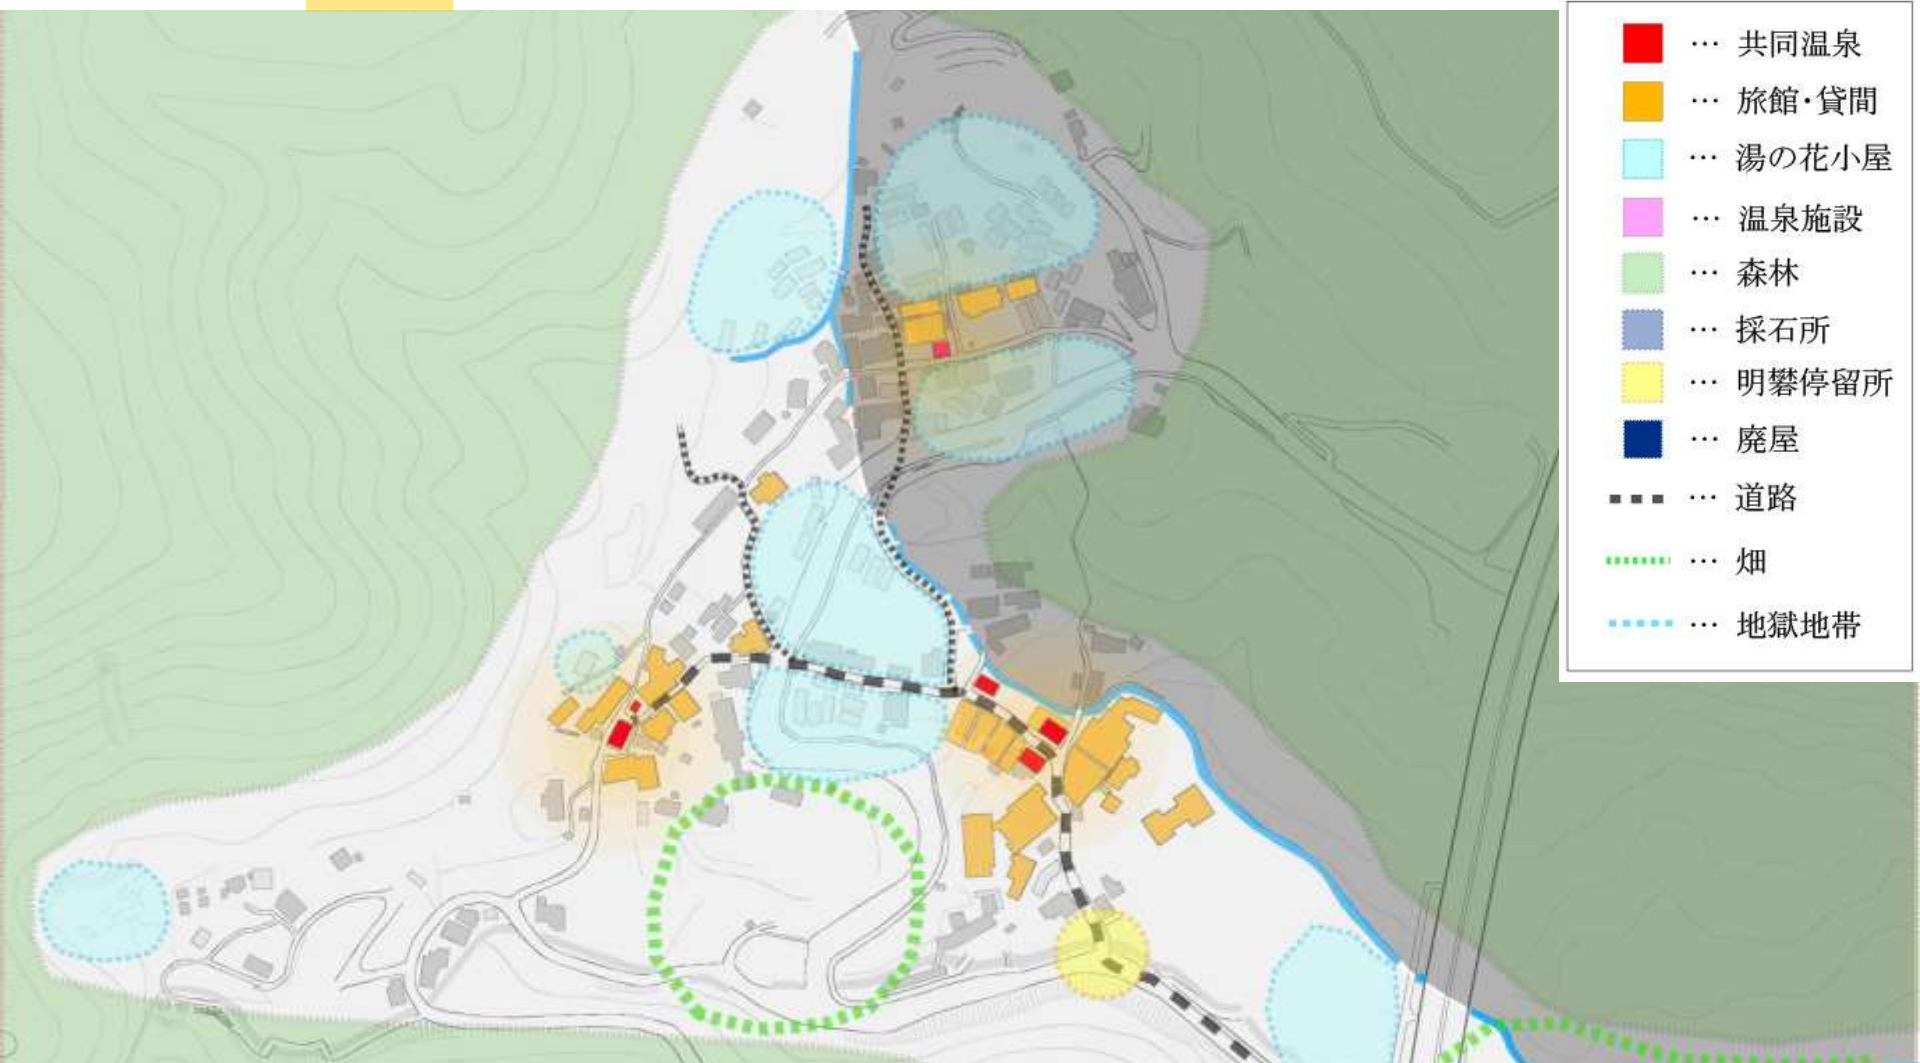 … 共同温泉
… 旅館・貸間
… 湯の花小屋
… 温泉施設
… 森林
… 採石所
… 明礬停留所
… 廃屋
… 道路
… 畑
… 地獄地帯